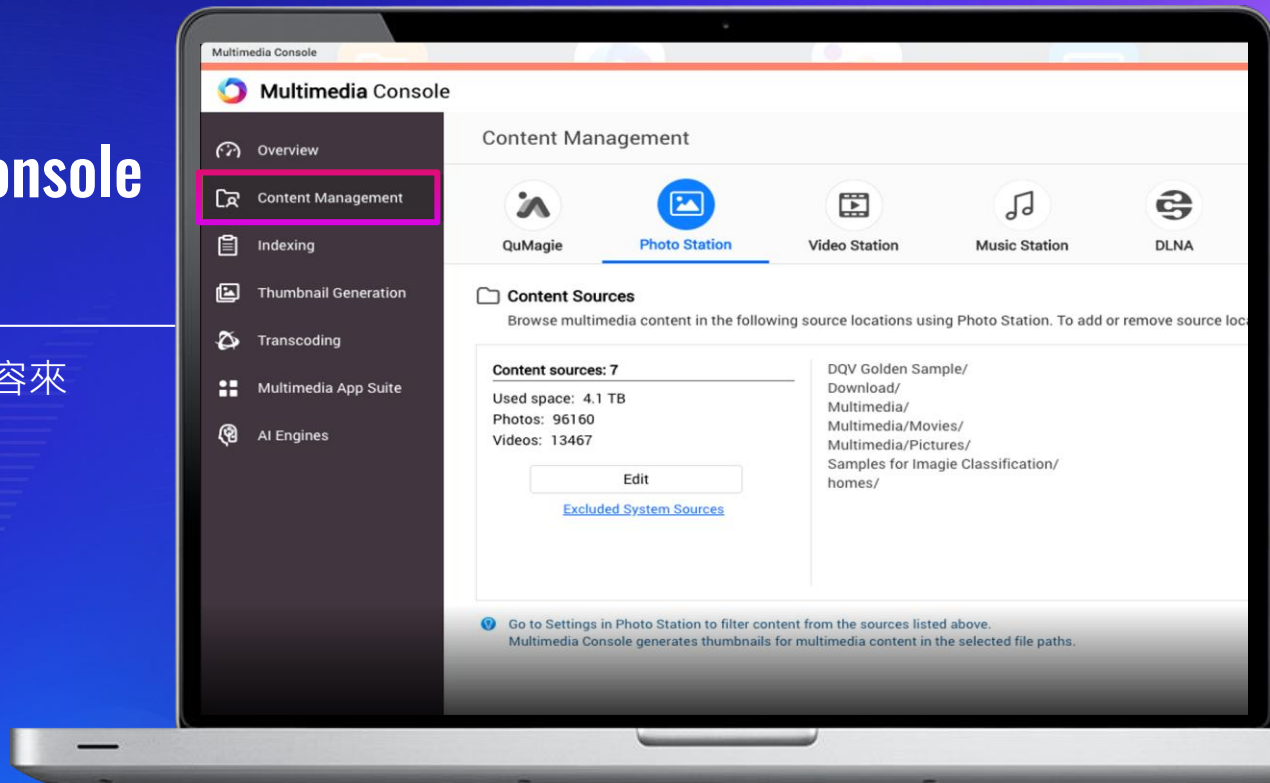 onsole
容來
Multimedia Console
Multimedia Console
Overview
Content Management
Indexing
Thumbnail Generation
Transcoding
Multimedia App Suite
AI Engines
Content Management
QuMagie
Photo Station
Video Station
Music Station
DLNA
Content Sources
Browse multimedia content in the following source locations using Photo Station. To add or remove source loca
Content sources: 7
Used space: 4.1 TB
Photos: 96160
Videos: 13467
Edit
Excluded System Sources
DQV Golden Sample/
Download/
Multimedia/
Multimedia/Movies/
Multimedia/Pictures/
Samples for Imagie Classification/
homes/
Go to Settings in Photo Station to filter content from the sources listed above.
Multimedia Console generates thumbnails for multimedia content in the selected file paths.